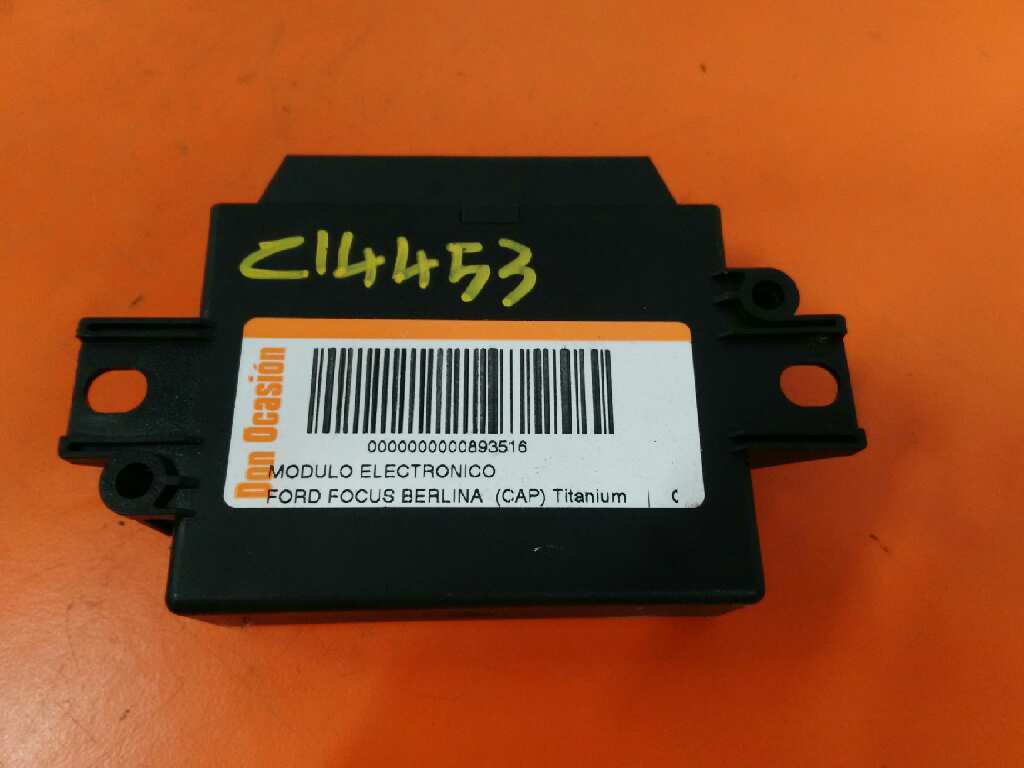 C14453
Don Ocasión
0000000000893516
MODULO ELECTRONICO
FORD FOCUS BERLINA (CAP) Titanium | C